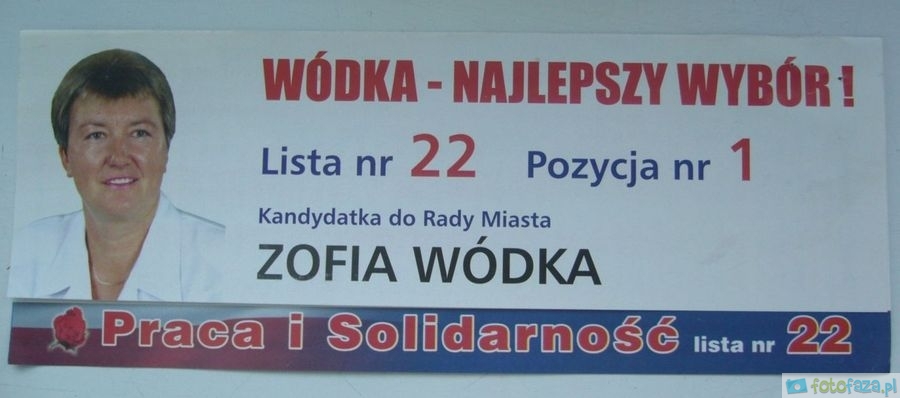 WÓDKA - NAJLEPSZY WYBÓR !
Lista nr 22 Pozycja nr 1
Kandydatka do Rady Miasta
ZOFIA WÓDKA
Praca i Solidarność lista nr 22
fotofaza.pl